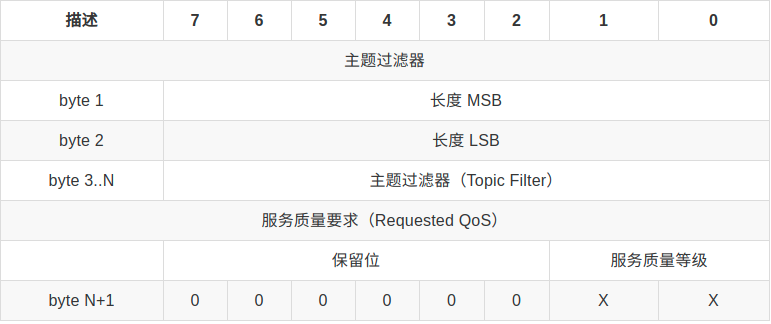 描述 7 6 5 4 3 2 1 0
主题过滤器
byte 1 长度 MSB
byte 2 长度 LSB
byte 3..N 主题过滤器（Topic Filter）
服务质量要求（Requested QoS）
保留位 服务质量等级
byte N+1 0 0 0 0 0 0 X X